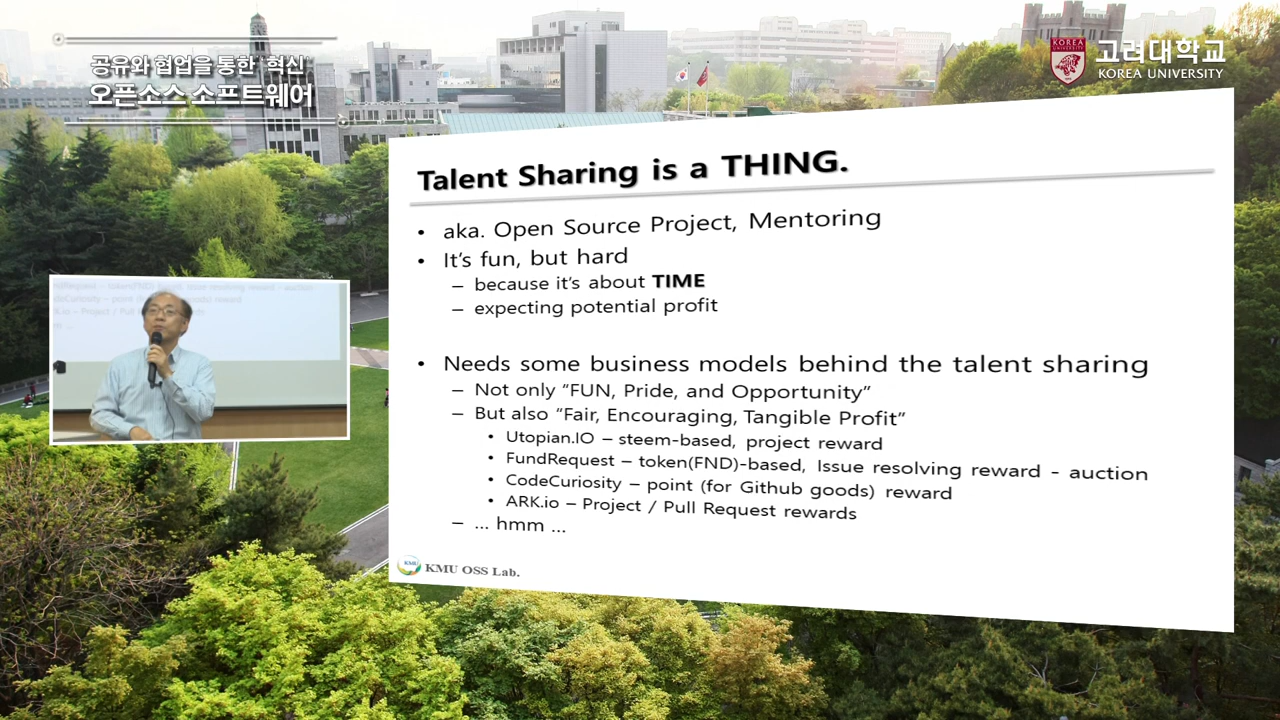 공유와 협업을 통한 혁신
오픈소스 소프트웨어
KOREA
고려대학교
KOREA UNIVERSITY
Talent Sharing is a THING.
• aka. Open Source Project, Mentoring
• It's fun, but hard
– because it's about TIME
– expecting potential profit
• Needs some business models behind the talent sharing
– Not only “FUN, Pride, and Opportunity”
– But also “Fair, Encouraging, Tangible Profit”
• Utopian.IO – steem-based, project reward
• FundRequest – token(FND)-based, Issue resolving reward - auction
• CodeCuriosity – point (for Github goods) reward
• ARK.io – Project / Pull Request rewards
– ... hmm ...
KMU
KMU OSS Lab.